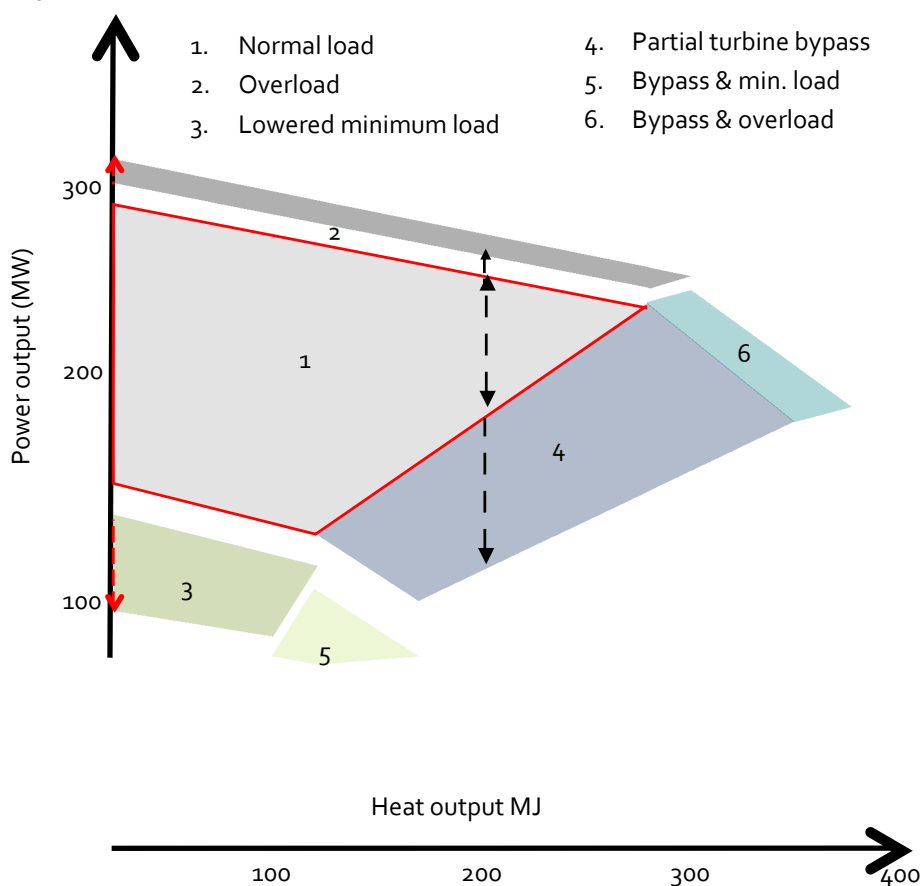 1. Normal load
2. Overload
3. Lowered minimum load
4. Partial turbine bypass
5. Bypass & min. load
6. Bypass & overload
Power output (MW)
300
200
100
2
1
6
4
3
5
Heat output MJ
100 200 300 400